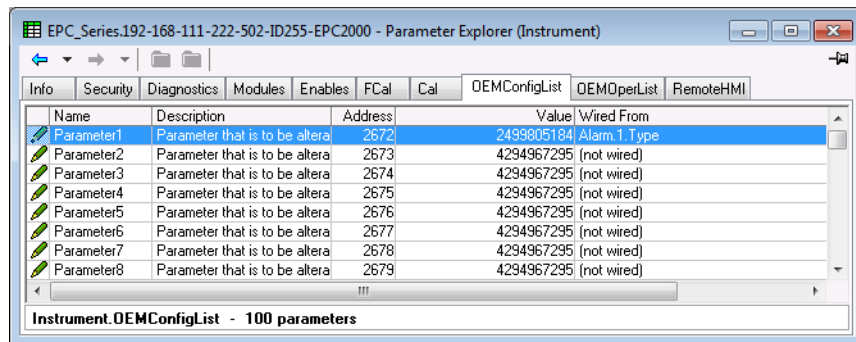 EPC_Series.192-168-111-222-502-ID255-EPC2000 - Parameter Explorer (Instrument)
Info Security Diagnostics Modules Enables FCal Cal OEMConfigList OEMOperList RemoteHMI
Name Description Address Value Wired From
Parameter1 Parameter that is to be altera 2672 2499805184 Alarm.1.Type
Parameter2 Parameter that is to be altera 2673 4294967295 (not wired)
Parameter3 Parameter that is to be altera 2674 4294967295 (not wired)
Parameter4 Parameter that is to be altera 2675 4294967295 (not wired)
Parameter5 Parameter that is to be altera 2676 4294967295 (not wired)
Parameter6 Parameter that is to be altera 2677 4294967295 (not wired)
Parameter7 Parameter that is to be altera 2678 4294967295 (not wired)
Parameter8 Parameter that is to be altera 2679 4294967295 (not wired)
Instrument.OEMConfigList - 100 parameters